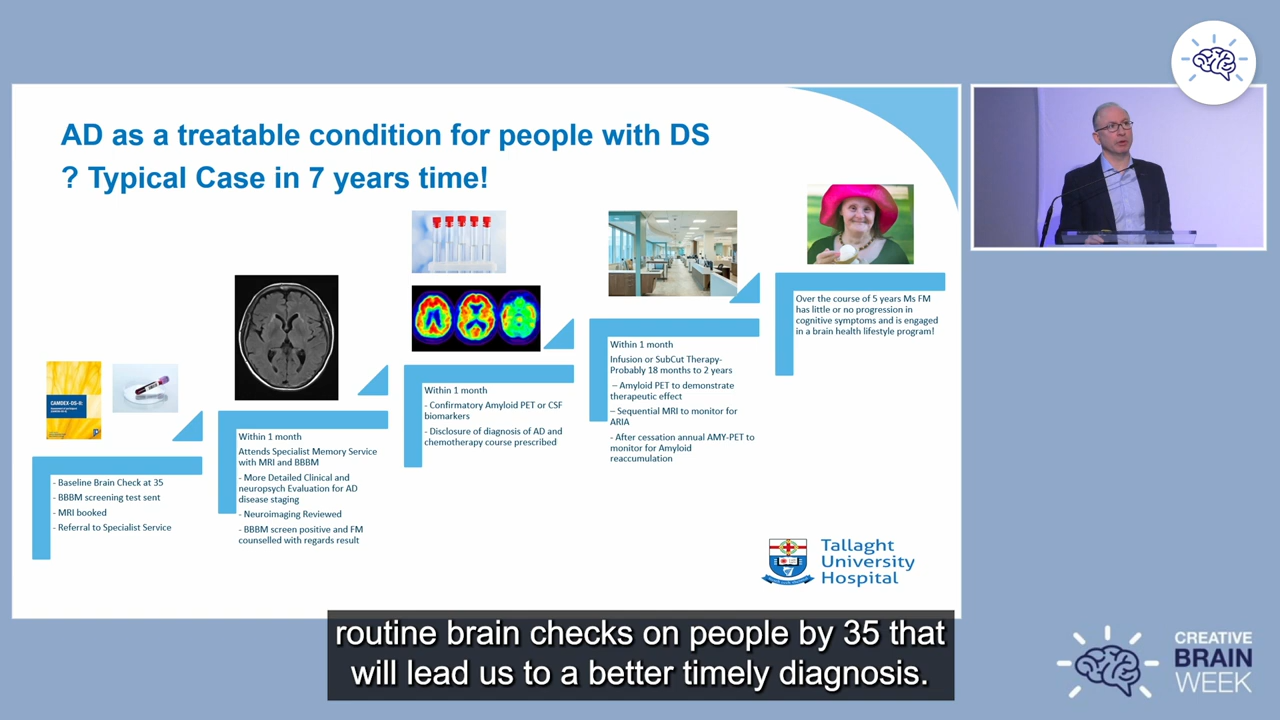 AD as a treatable condition for people with DS
? Typical Case in 7 years time!
CAMDEX-DS-II:
- Baseline Brain Check at 35
- BBBM screening test sent
- MRI booked
- Referral to Specialist Service
Within 1 month
Attends Specialist Memory Service
with MRI and BBBM
- More Detailed Clinical and
neuropsych Evaluation for AD
disease staging
- Neuroimaging Reviewed
- BBBM screen positive and FM
counselled with regards result
Within 1 month
- Confirmatory Amyloid PET or CSF
biomarkers
- Disclosure of diagnosis of AD and
chemotherapy course prescribed
Within 1 month
Infusion or SubCut Therapy-
Probably 18 months to 2 years
– Amyloid PET to demonstrate
therapeutic effect
– Sequential MRI to monitor for
ARIA
- After cessation annual AMY-PET to
monitor for Amyloid
reaccumulation
Over the course of 5 years Ms FM
has little or no progression in
cognitive symptoms and is engaged
in a brain health lifestyle program!
Tallaght
University
Hospital
routine brain checks on people by 35 that
will lead us to a better timely diagnosis.
CREATIVE
BRAIN
WEEK